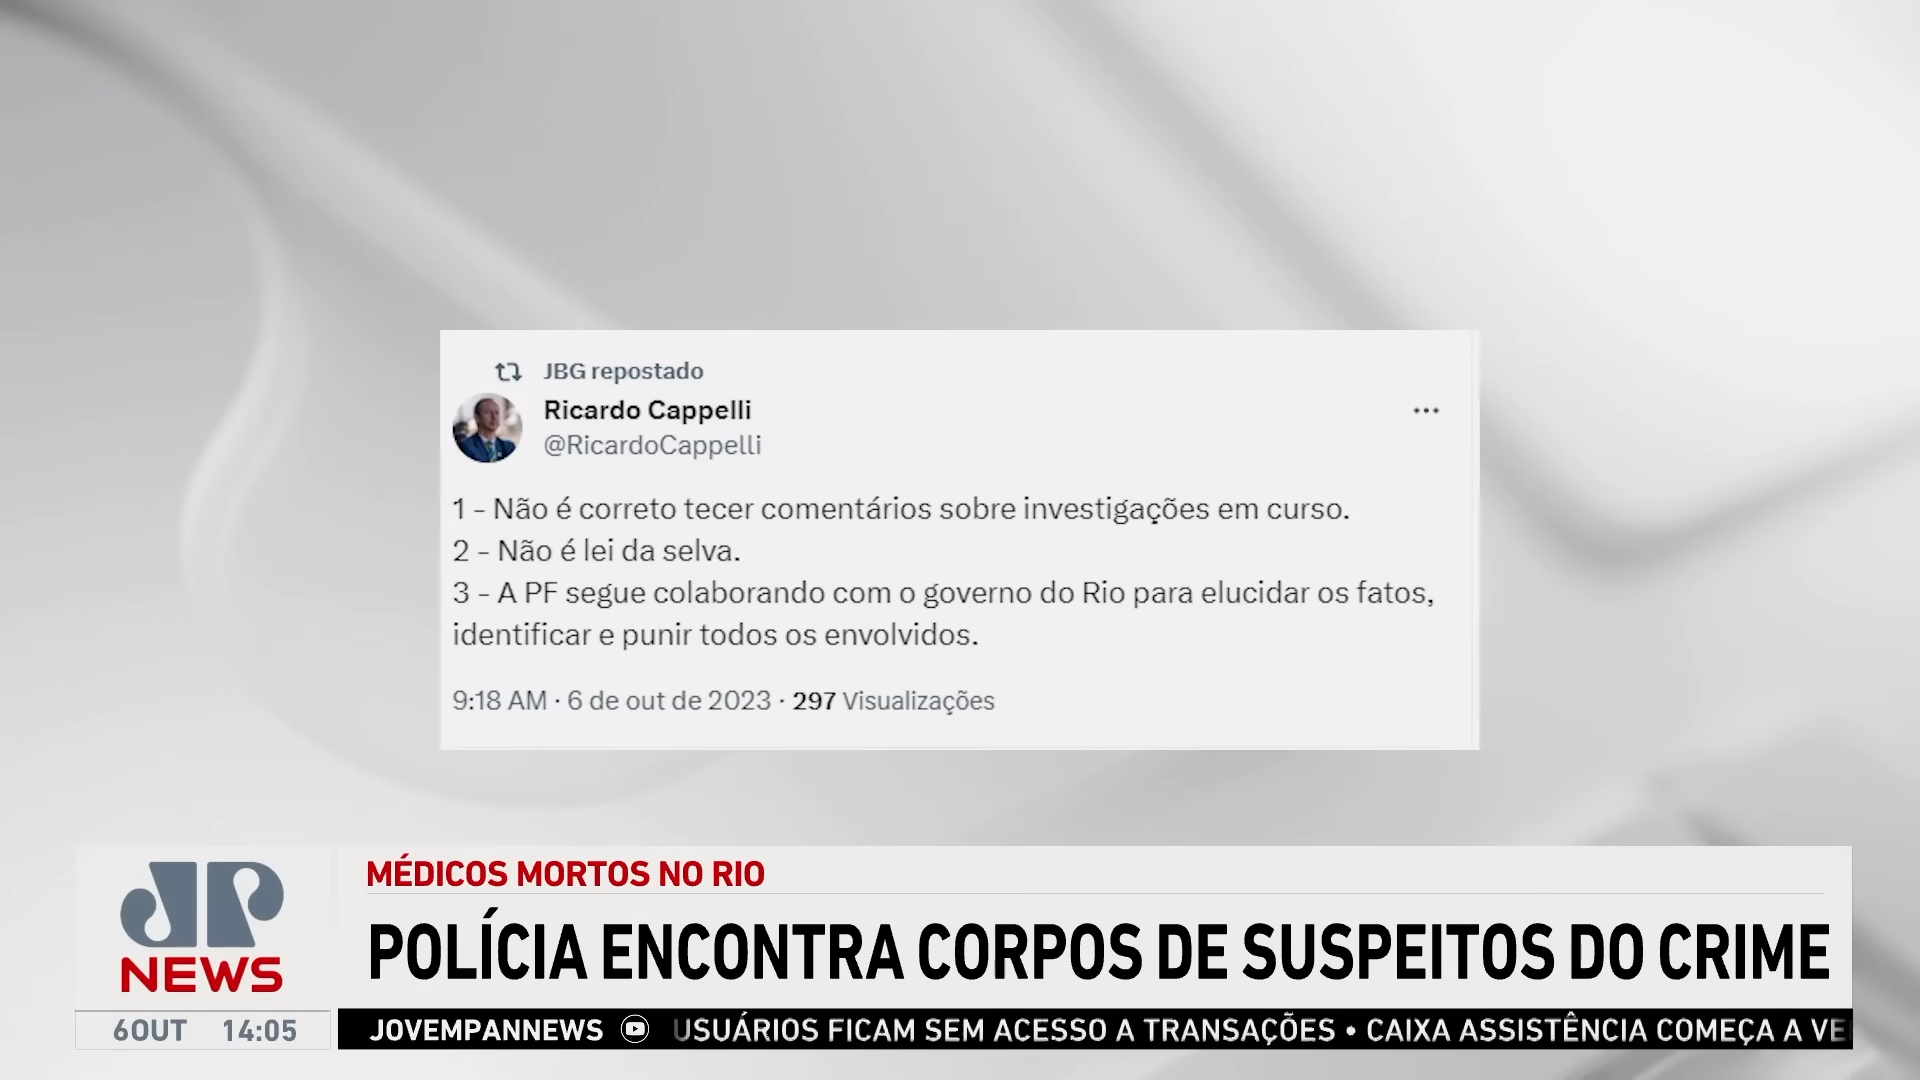 JBG repostado
Ricardo Cappelli
@RicardoCappelli
1 - Não é correto tecer comentários sobre investigações em curso.
2 - Não é lei da selva.
3 - A PF segue colaborando com o governo do Rio para elucidar os fatos,
identificar e punir todos os envolvidos.
9:18 AM · 6 de out de 2023 · 297 Visualizações
JP
NEWS
MÉDICOS MORTOS NO RIO
POLÍCIA ENCONTRA CORPOS DE SUSPEITOS DO CRIME
6OUT 14:05
JOVEMPANNEWS USUÁRIOS FICAM SEM ACESSO A TRANSAÇÕES • CAIXA ASSISTÊNCIA COMEÇA A VE